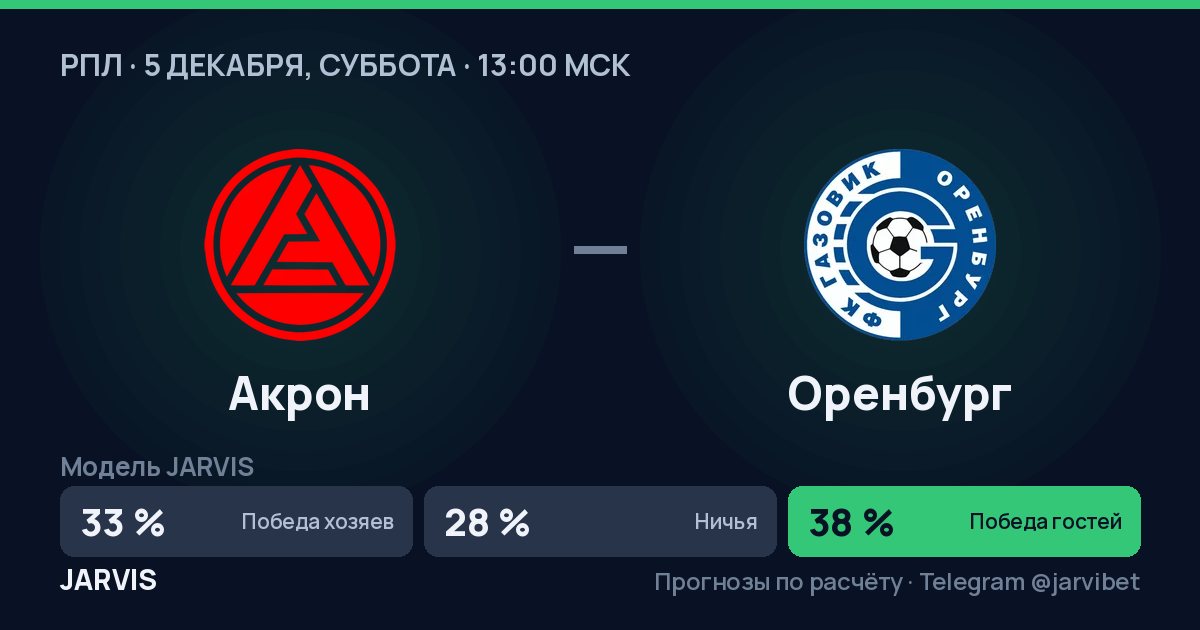 РПЛ · 5 ДЕКАБРЯ, СУББОТА · 13:00 МСК
ФК ГАЗОВИК ОРЕНБУРГ
—
Акрон
Оренбург
Модель JARVIS
33 % Победа хозяев
28 % Ничья
38 % Победа гостей
JARVIS
Прогнозы по расчёту · Telegram @jarvibet